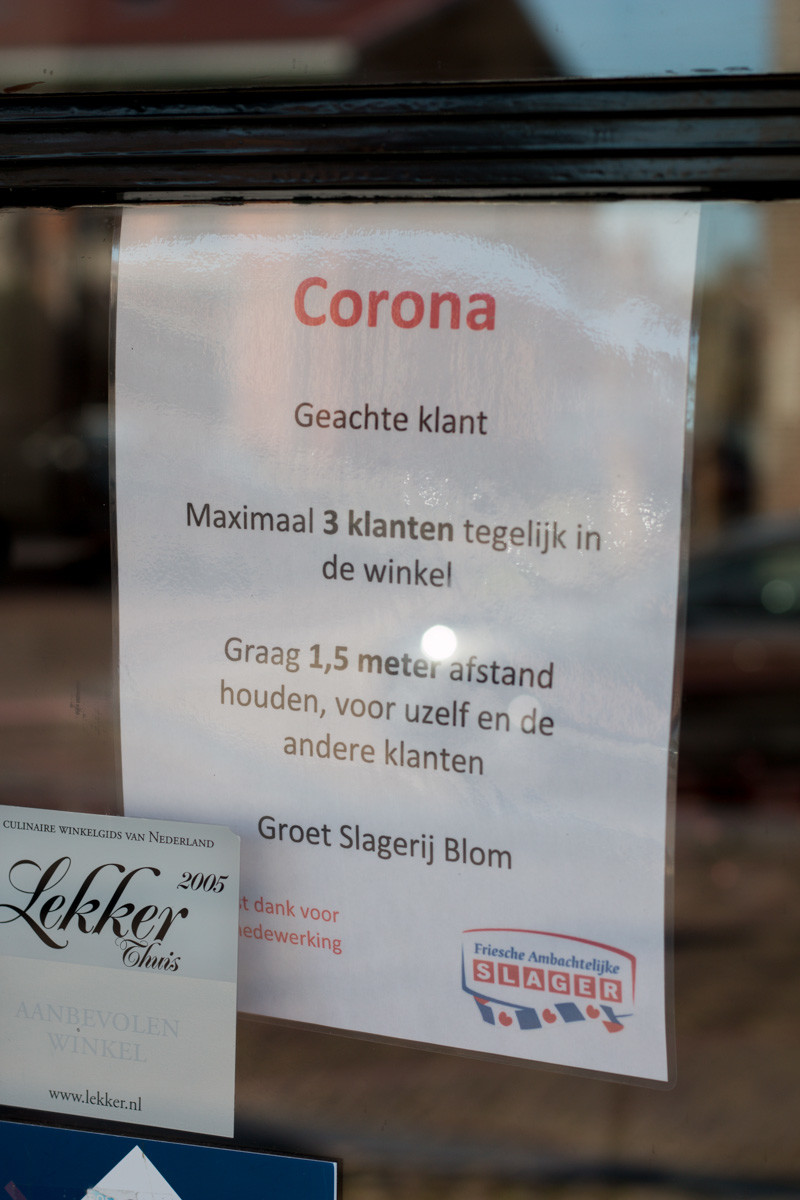 Corona
Geachte klant
Maximaal 3 klanten tegelijk in
de winkel
Graag 1,5 meter afstand
houden, voor uzelf en de
andere klanten
Groet Slagerij Blom
dank voor
Friesche Ambachtelijke
SLAGER
CULINAIRE WINKELGIDS VAN NEDERLAND
2005
Lekker
Thuis
AANBEVOLEN
WINKEL
www.lekker.nl